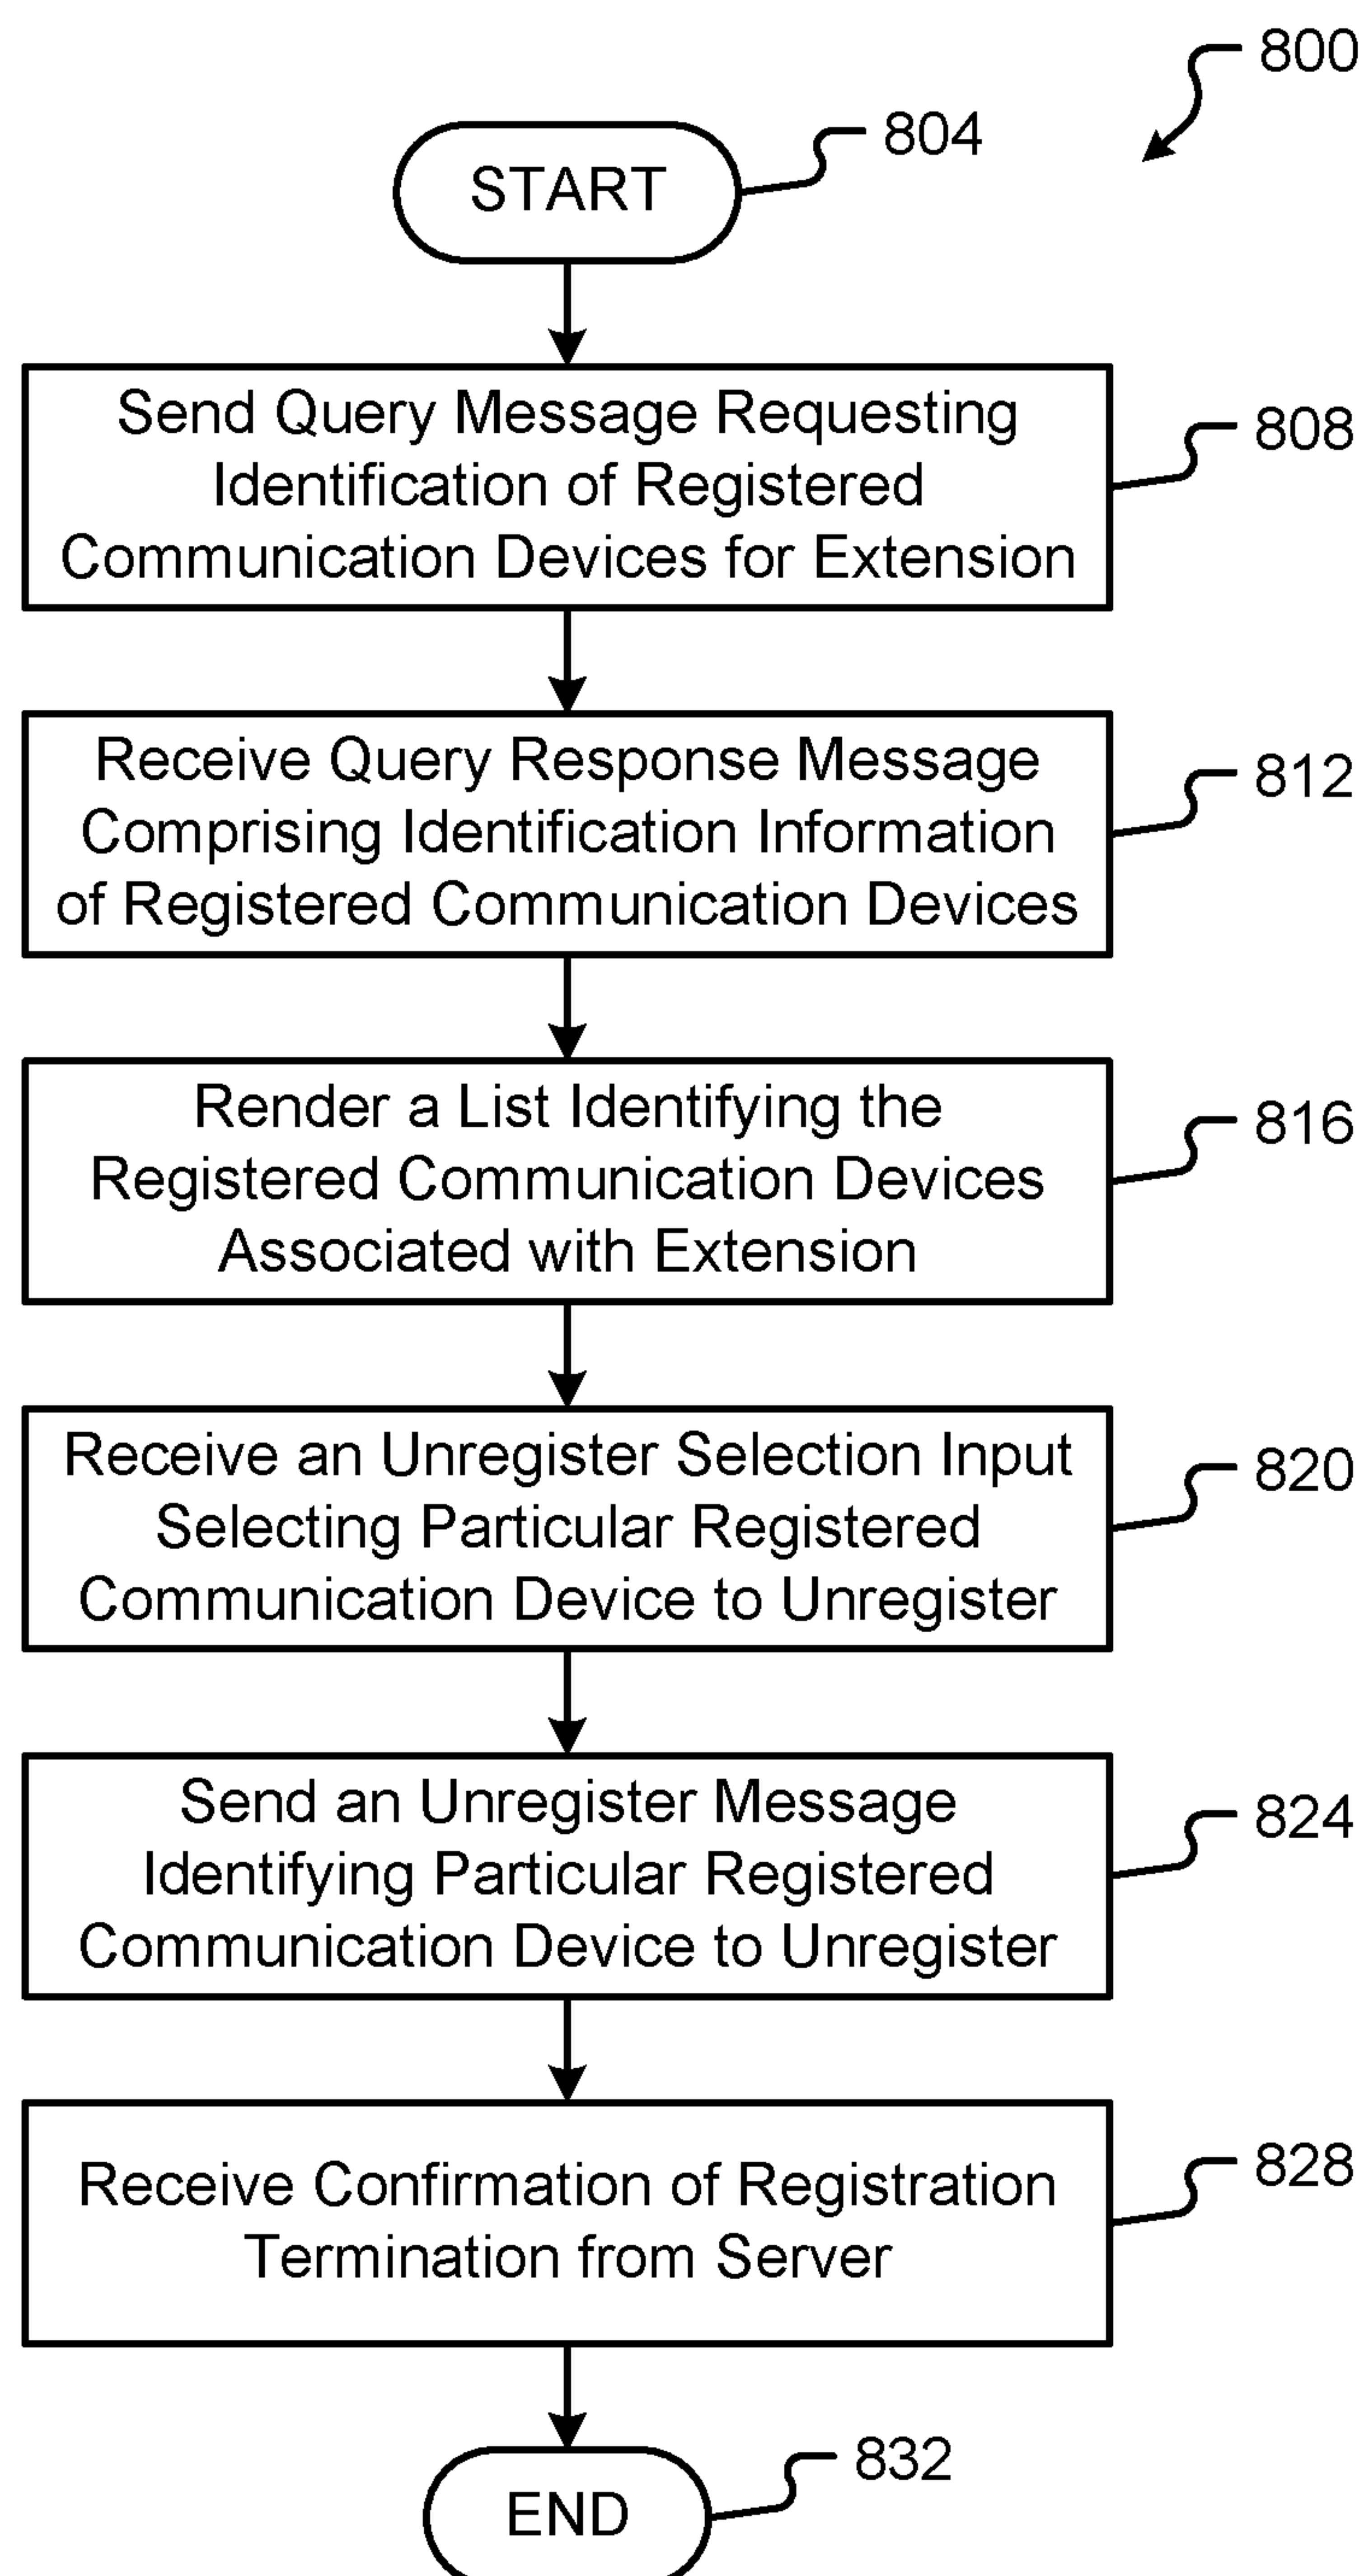 800
START
804
Send Query Message Requesting
Identification of Registered
Communication Devices for Extension
808
Receive Query Response Message
Comprising Identification Information
of Registered Communication Devices
812
Render a List Identifying the
Registered Communication Devices
Associated with Extension
816
Receive an Unregister Selection Input
Selecting Particular Registered
Communication Device to Unregister
820
Send an Unregister Message
Identifying Particular Registered
Communication Device to Unregister
824
Receive Confirmation of Registration
Termination from Server
828
END
832